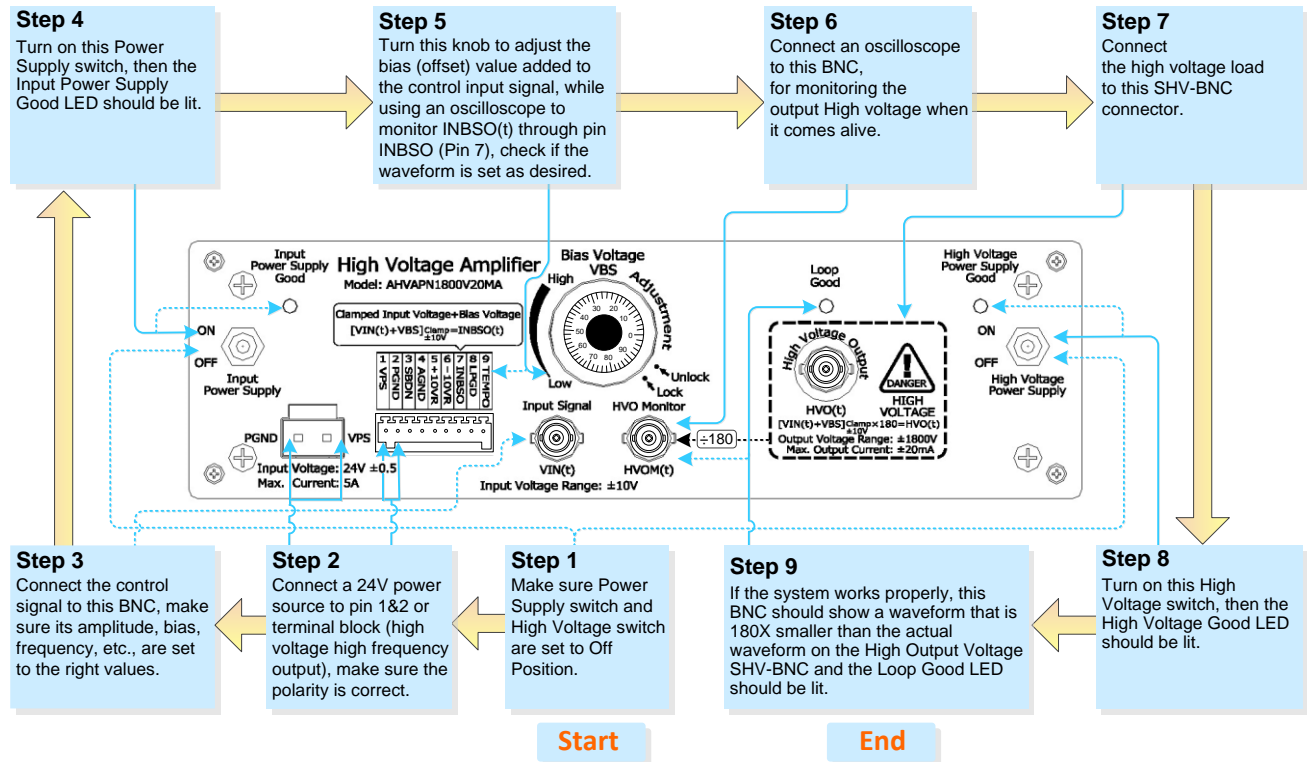 Step 4
Turn on this Power
Supply switch, then the
Input Power Supply
Good LED should be lit.
Step 5
Turn this knob to adjust the
bias (offset) value added to
the control input signal, while
using an oscilloscope to
monitor INBSO(t) through pin
INBSO (Pin 7), check if the
waveform is set as desired.
Step 6
Connect an oscilloscope
to this BNC,
for monitoring the
output High voltage when
it comes alive.
Step 7
Connect
the high voltage load
to this SHV-BNC
connector.
Input
Power Supply
Good
High Voltage Amplifier
Model: AHVAPN1800V20MA
Clamped Input Voltage+Bias Voltage
[VIN(t)+VBS]Clamp=INBSO(t)
±10V
ON
OFF
Input
Power Supply
1 VPS
2 PGND
3 SBDN
4 AGND
5 +10VR
6 -10VR
7 INBSO
8 LPGD
9 TEMPO
PGND
VPS
Input Voltage: 24V ±0.5
Max. Current: 5A
Bias Voltage
VBS
Adjustment
High
Low
0
10
20
30
40
50
60
70
80
90
Unlock
Lock
Input Signal
VIN(t)
HVO Monitor
HVOM(t)
Input Voltage Range: ±10V
÷180
Loop
Good
High Voltage Output
DANGER
HIGH
VOLTAGE
HVO(t)
[VIN(t)+VBS]Clamp×180=HVO(t)
±10V
Output Voltage Range: ±1800V
Max. Output Current: ±20mA
High Voltage
Power Supply
Good
ON
OFF
High Voltage
Power Supply
Step 3
Connect the control
signal to this BNC, make
sure its amplitude, bias,
frequency, etc., are set
to the right values.
Step 2
Connect a 24V power
source to pin 1&2 or
terminal block (high
voltage high frequency
output), make sure the
polarity is correct.
Step 1
Make sure Power
Supply switch and
High Voltage switch
are set to Off
Position.
Step 9
If the system works properly, this
BNC should show a waveform that is
180X smaller than the actual
waveform on the High Output Voltage
SHV-BNC and the Loop Good LED
should be lit.
Step 8
Turn on this High
Voltage switch, then the
High Voltage Good LED
should be lit.
Start
End